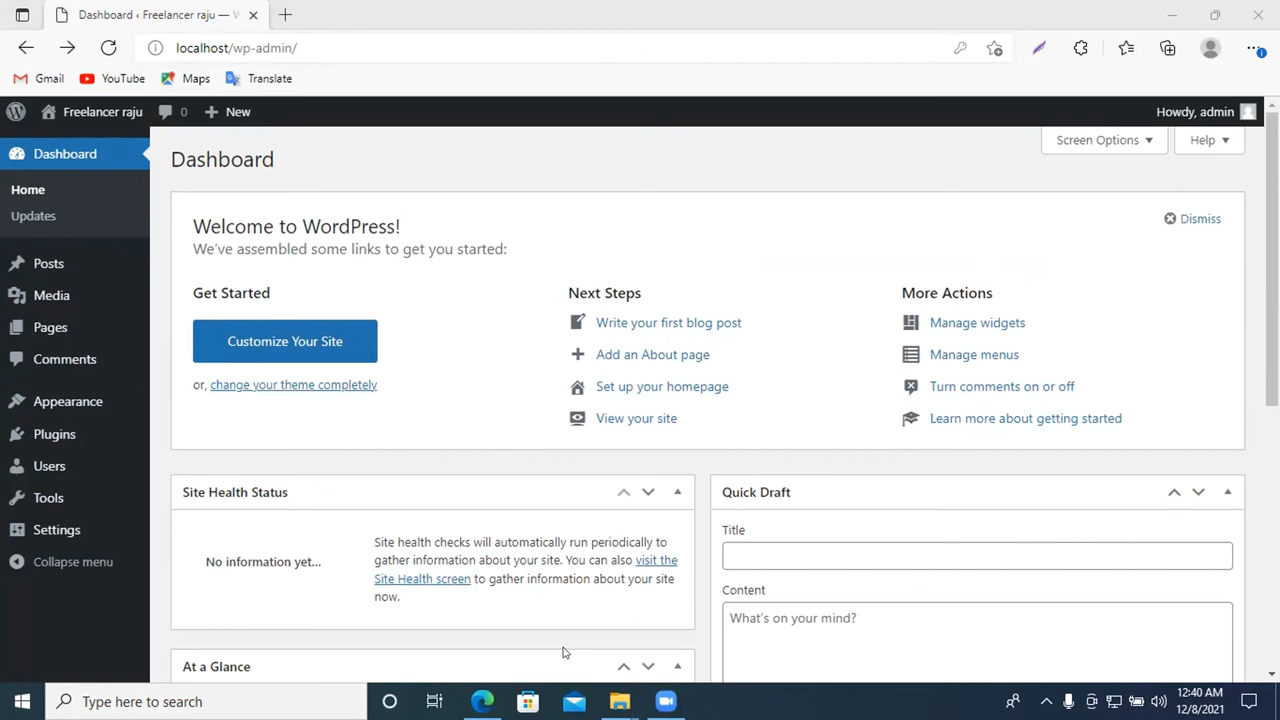 Dashboard ‹ Freelancer raju — W
localhost/wp-admin/
Gmail
YouTube
Maps
Translate
Freelancer raju
0
New
Howdy, admin
Dashboard
Home
Updates
Posts
Media
Pages
Comments
Appearance
Plugins
Users
Tools
Settings
Collapse menu
Dashboard
Screen Options
Help
Welcome to WordPress!
We've assembled some links to get you started:
Dismiss
Get Started
Customize Your Site
or, change your theme completely
Next Steps
Write your first blog post
Add an About page
Set up your homepage
View your site
More Actions
Manage widgets
Manage menus
Turn comments on or off
Learn more about getting started
Site Health Status
No information yet...
Site health checks will automatically run periodically to
gather information about your site. You can also visit the
Site Health screen to gather information about your site
now.
At a Glance
Quick Draft
Title
Content
What's on your mind?
Type here to search
12:40 AM
12/8/2021